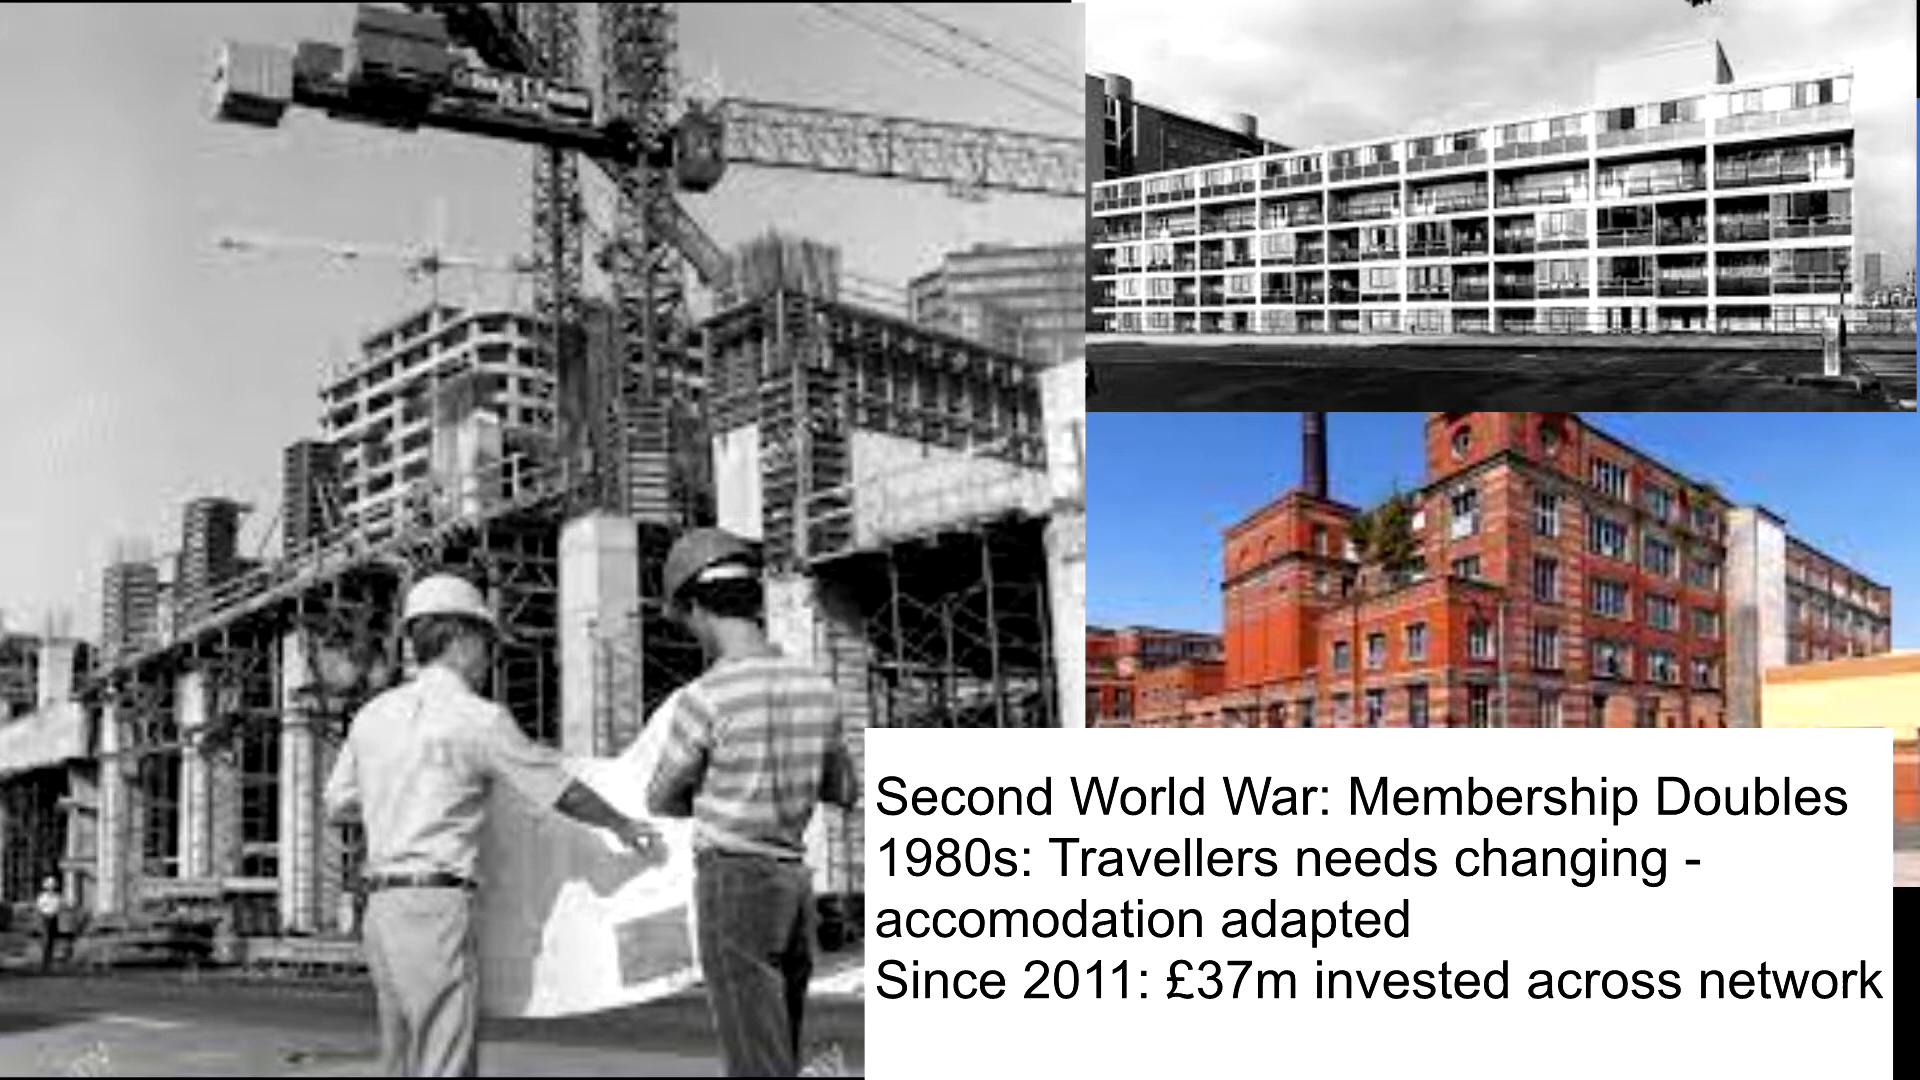 Second World War: Membership Doubles
1980s: Travellers needs changing -
accomodation adapted
Since 2011: £37m invested across network